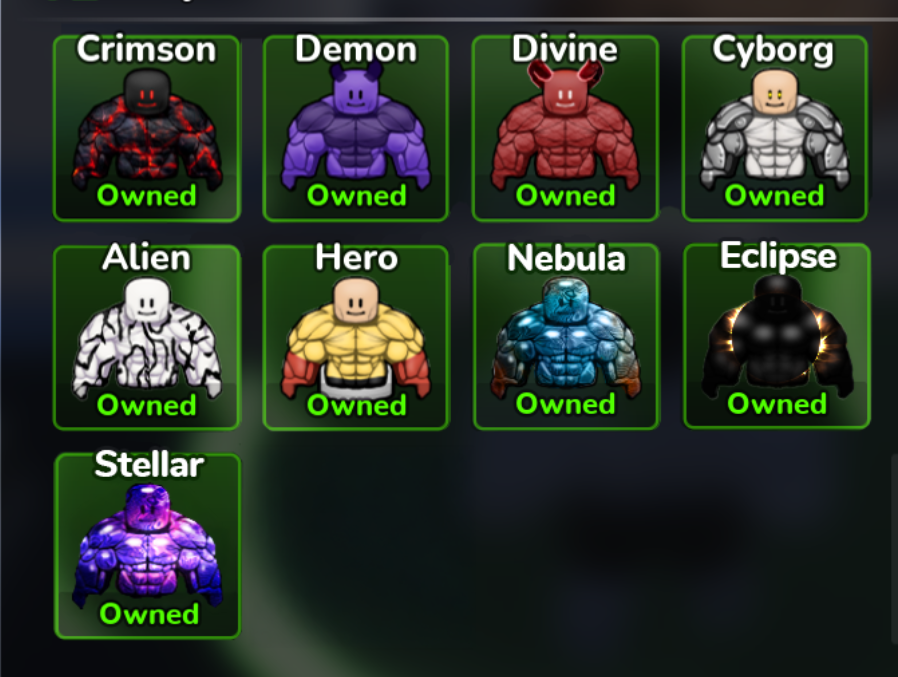 Crimson
Demon
Divine
Cyborg
Owned
Owned
Owned
Owned
Alien
Hero
Nebula
Eclipse
Owned
Owned
Owned
Owned
Stellar
Owned